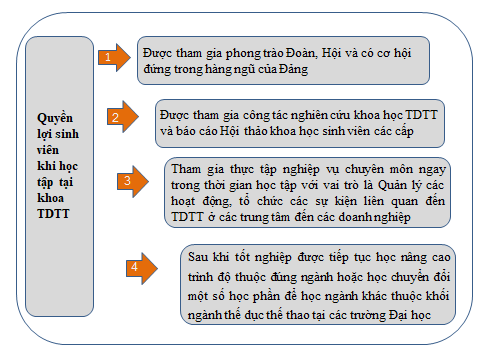 Quyền
lợi sinh
viên
khi học
tập tại
khoa
TDTT
1
Được tham gia phong trào Đoàn, Hội và có cơ hội
đứng trong hàng ngũ của Đảng
2
Được tham gia công tác nghiên cứu khoa học TDTT
và báo cáo Hội thảo khoa học sinh viên các cấp
3
Tham gia thực tập nghiệp vụ chuyên môn ngay
trong thời gian học tập với vai trò là Quản lý các
hoạt động, tổ chức các sự kiện liên quan đến
TDTT ở các trung tâm đến các doanh nghiệp
4
Sau khi tốt nghiệp được tiếp tục học nâng cao
trình độ thuộc đúng ngành hoặc học chuyển đổi
một số học phần để học ngành khác thuộc khối
ngành thể dục thể thao tại các trường Đại học